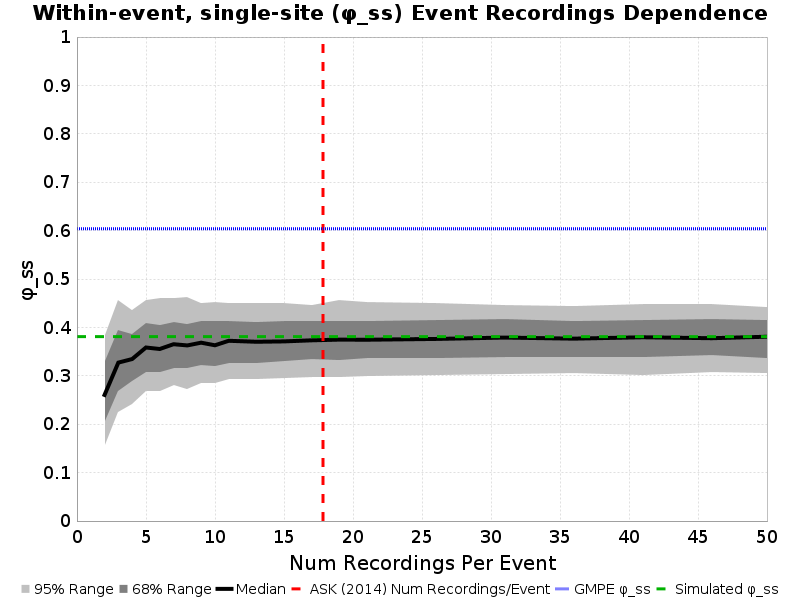 Within-event, single-site (φ_ss) Event Recordings Dependence
1
0.9
0.8
0.7
0.6
0.5
0.4
0.3
0.2
0.1
0
φ_ss
0 5 10 15 20 25 30 35 40 45 50
Num Recordings Per Event
95% Range 68% Range Median ASK (2014) Num Recordings/Event GMPE φ_ss Simulated φ_ss